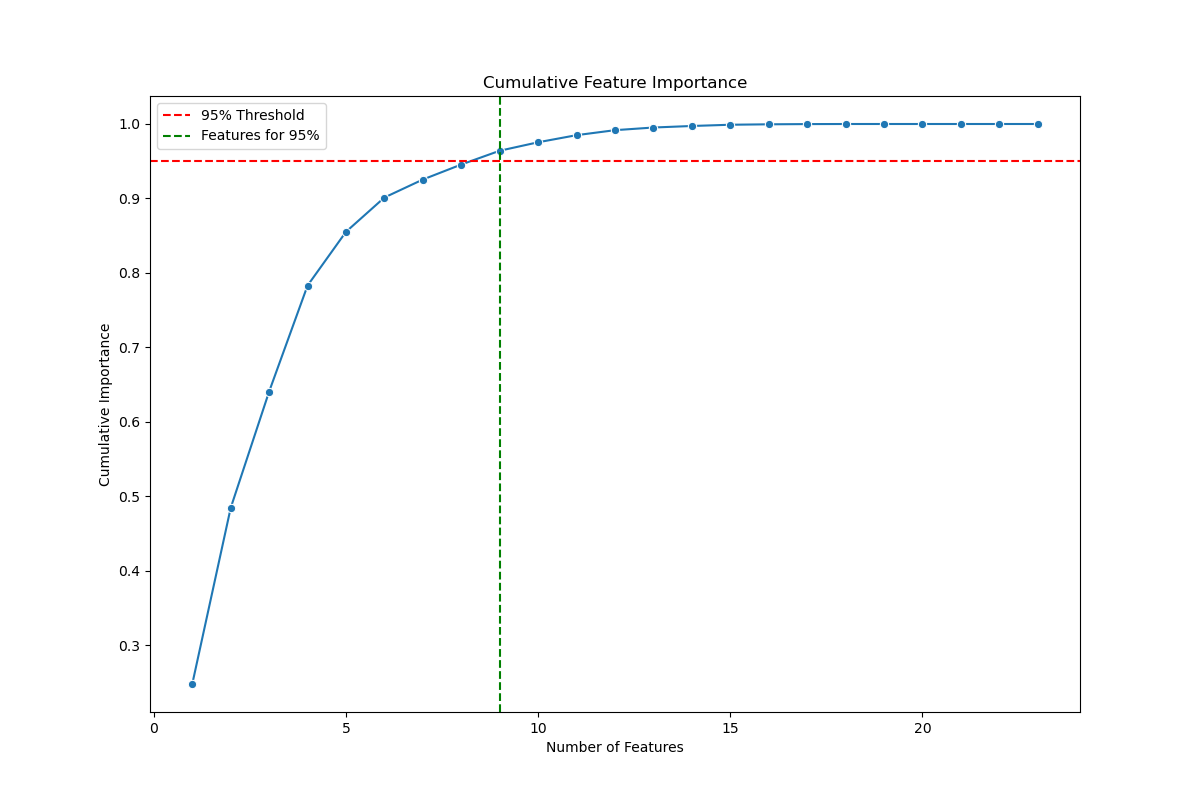 Cumulative Feature Importance
95% Threshold
Features for 95%
1.0
0.9
0.8
0.7
0.6
0.5
0.4
0.3
Cumulative Importance
0 5 10 15 20
Number of Features